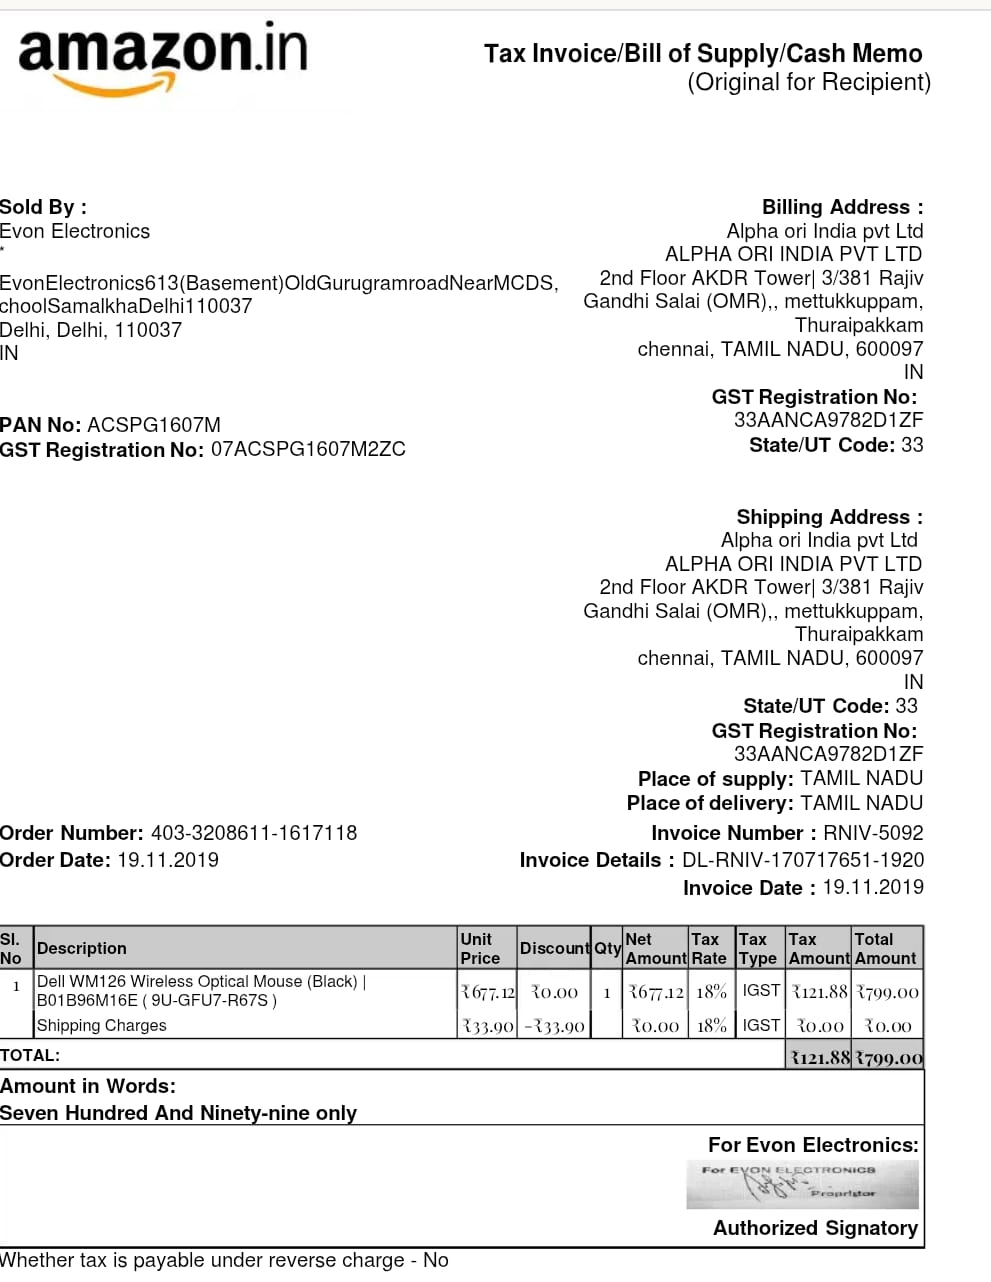 amazon.in
Tax Invoice/Bill of Supply/Cash Memo
(Original for Recipient)
Sold By :
Evon Electronics
*
EvonElectronics613(Basement)OldGurugramroadNearMCDS,
choolSamalkhaDelhi110037
Delhi, Delhi, 110037
IN
PAN No: ACSPG1607M
GST Registration No: 07ACSPG1607M2ZC
Billing Address :
Alpha ori India pvt Ltd
ALPHA ORI INDIA PVT LTD
2nd Floor AKDR Tower| 3/381 Rajiv
Gandhi Salai (OMR),, mettukkuppam,
Thuraipakkam
chennai, TAMIL NADU, 600097
IN
GST Registration No:
33AANCA9782D1ZF
State/UT Code: 33
Shipping Address :
Alpha ori India pvt Ltd
ALPHA ORI INDIA PVT LTD
2nd Floor AKDR Tower| 3/381 Rajiv
Gandhi Salai (OMR),, mettukkuppam,
Thuraipakkam
chennai, TAMIL NADU, 600097
IN
State/UT Code: 33
GST Registration No:
33AANCA9782D1ZF
Place of supply: TAMIL NADU
Place of delivery: TAMIL NADU
Order Number: 403-3208611-1617118
Order Date: 19.11.2019
Invoice Number : RNIV-5092
Invoice Details : DL-RNIV-170717651-1920
Invoice Date : 19.11.2019
Sl. No Description Unit Price Discount Qty Net Amount Tax Rate Tax Type Tax Amount Total Amount
1 Dell WM126 Wireless Optical Mouse (Black) | ₹677.12 ₹0.00 1 ₹677.12 18% IGST ₹121.88 ₹799.00
B01B96M16E ( 9U-GFU7-R67S )
Shipping Charges ₹33.90 -₹33.90 ₹0.00 18% IGST ₹0.00 ₹0.00
TOTAL: ₹121.88 ₹799.00
Amount in Words:
Seven Hundred And Ninety-nine only
For Evon Electronics:
For EVON ELECTRONICS
Proprietor
Authorized Signatory
Whether tax is payable under reverse charge - No